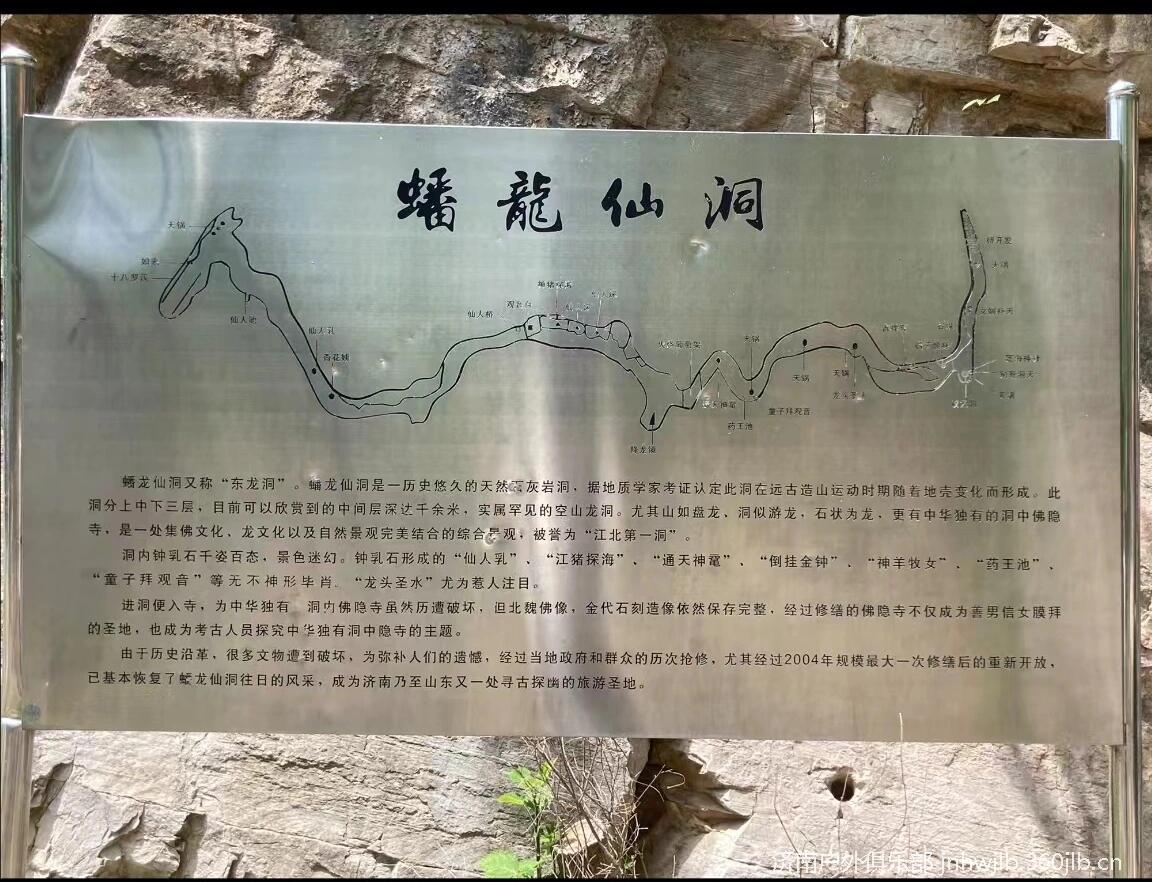 蟠龍仙洞
天锅
如来
十八罗汉
仙人池
仙人乳
香花娘
仙人桥
观音台
降龙镇
天锅
药王池
童子拜观音
天锅
天锅
龙头圣水
天锅
女娲补天
蟠龙仙洞又称“东龙洞”。蟠龙仙洞是一历史悠久的天然石灰岩洞，据地质学家考证认定此洞在远古造山运动时期随着地壳变化而形成。此
洞分上中下三层，目前可以欣赏到的中间层深达千余米，实属罕见的空山龙洞。尤其山如盘龙、洞似游龙，石状为龙、更有中华独有的洞中佛隐
寺，是一处集佛文化、龙文化以及自然景观完美结合的综合景观，被誉为“江北第一洞”。
洞内钟乳石千姿百态，景色迷幻。钟乳石形成的“仙人乳”、“江猪探海”、“通天神鼋”、“倒挂金钟”、“神羊牧女”、“药王池”、
“童子拜观音”等无不神形毕肖。“龙头圣水”尤为惹人注目。
进洞便入寺，为中华独有 洞内佛隐寺虽然历遭破坏，但北魏佛像，金代石刻造像依然保存完整，经过修缮的佛隐寺不仅成为善男信女膜拜
的圣地，也成为考古人员探究中华独有洞中隐寺的主题。
由于历史沿革，很多文物遭到破坏，为弥补人们的遗憾，经过当地政府和群众的历次抢修，尤其经过2004年规模最大一次修缮后的重新开放，
已基本恢复了蟠龙仙洞往日的风采，成为济南乃至山东又一处寻古探幽的旅游圣地。
济南户外俱乐部 jnhwjlb.360jlb.cn